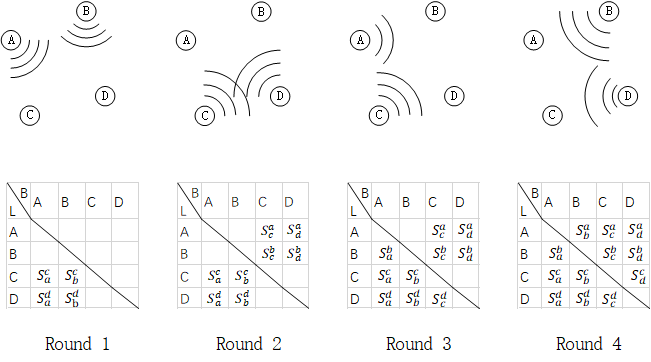 B
A
D
C
B A B C D
L
A
B
C S_a^c S_b^c
D S_a^d S_b^d
Round 1
B
A
D
C
B A B C D
L
A S_c^a S_d^a
B S_c^b S_d^b
C S_a^c S_b^c
D S_a^d S_b^d
Round 2
B
A
D
C
B A B C D
L
A S_c^a S_d^a
B S_a^b S_c^b S_d^b
C S_a^c S_b^c
D S_a^d S_b^d S_c^d
Round 3
B
A
D
C
B A B C D
L
A S_b^a S_c^a S_d^a
B S_a^b S_c^b S_d^b
C S_a^c S_b^c S_d^c
D S_a^d S_b^d S_c^d
Round 4